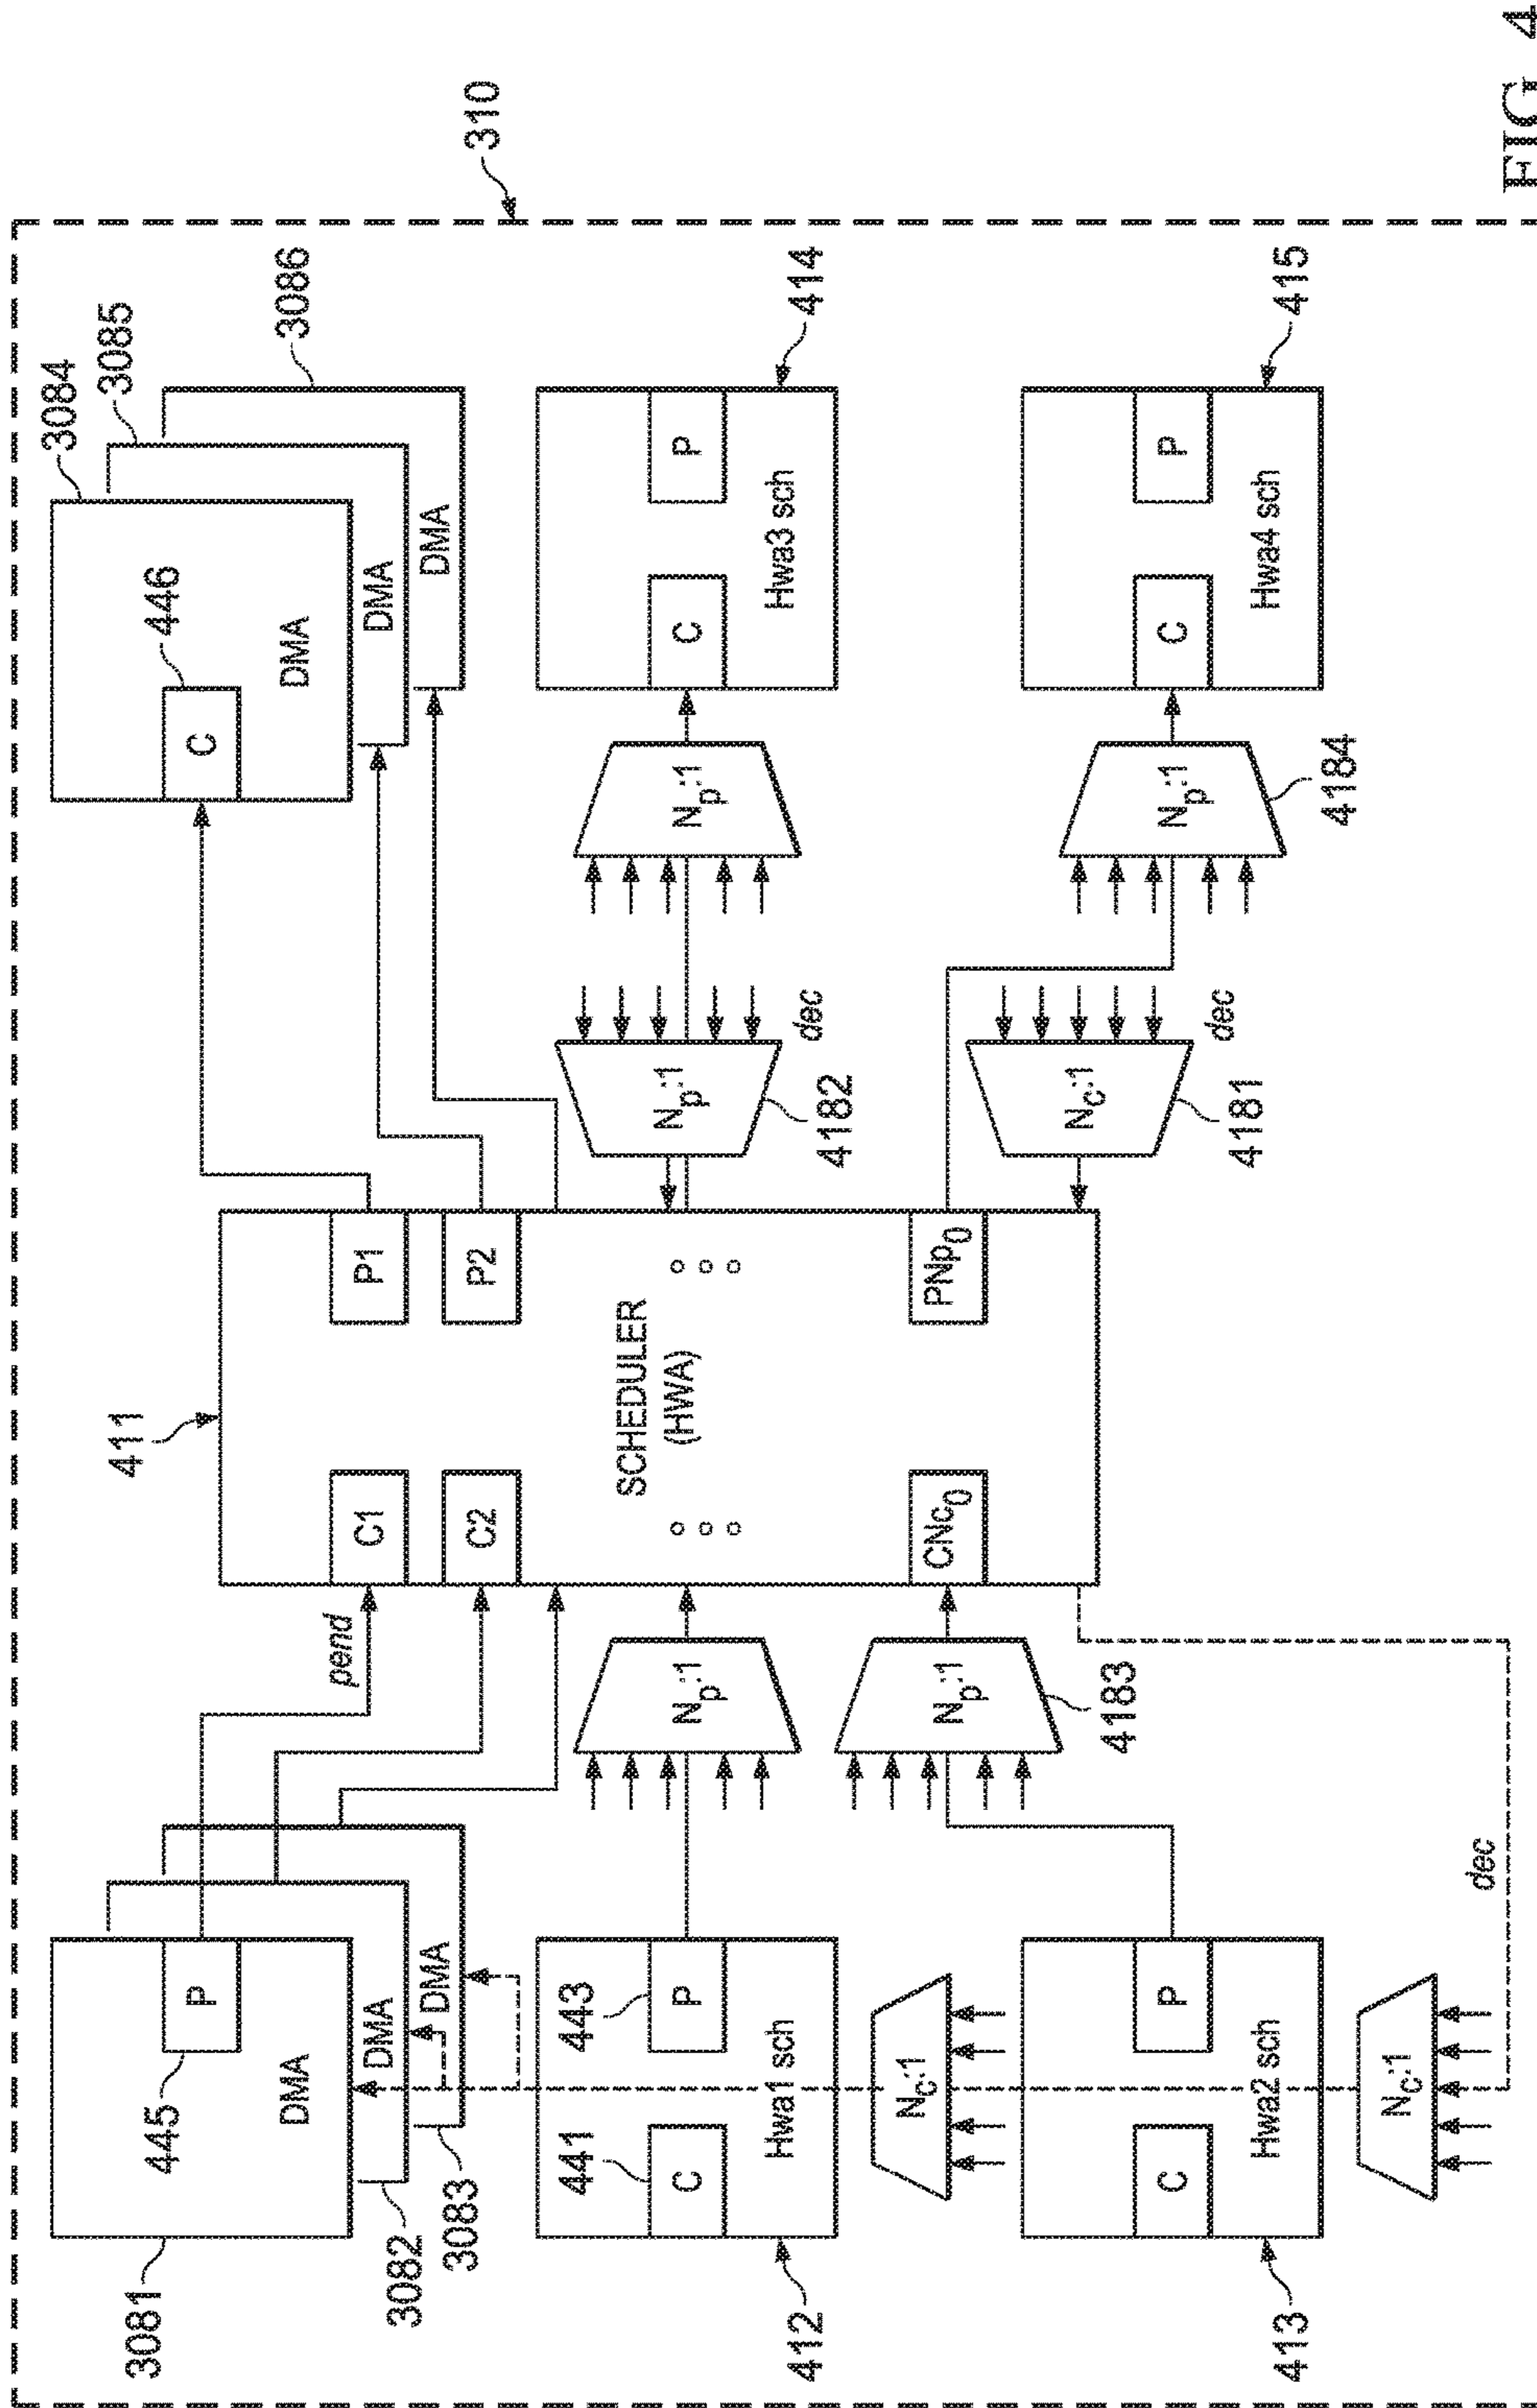 310
3081
445
P
DMA
3082
DMA
3083
DMA
pend
411
C1
P1
C2
P2
SCHEDULER
(HWA)
CNc0
PNp0
3084
446
C
DMA
3085
DMA
3086
DMA
412
441
C
443
P
Hwa1 sch
Np:1
Np:1
4182
dec
Np:1
C
P
Hwa3 sch
414
Nc:1
Np:1
4183
Nc:1
4181
dec
Np:1
4184
413
C
P
Hwa2 sch
C
P
Hwa4 sch
415
Nc:1
dec
FIG. 4